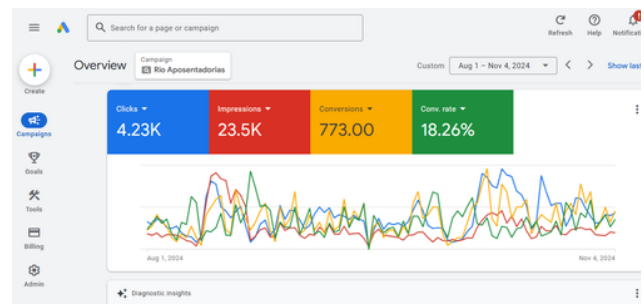 Search for a page or campaign
Refresh
Help
Notificati
1
Create
Overview
Campaign
Rio Aposentadorias
Custom
Aug 1 – Nov 4, 2024
Show last
Campaigns
Goals
Tools
Billing
Admin
Clicks
4.23K
Impressions
23.5K
Conversions
773.00
Conv. rate
18.26%
Aug 1, 2024
Nov 4, 2024
Diagnostic insights